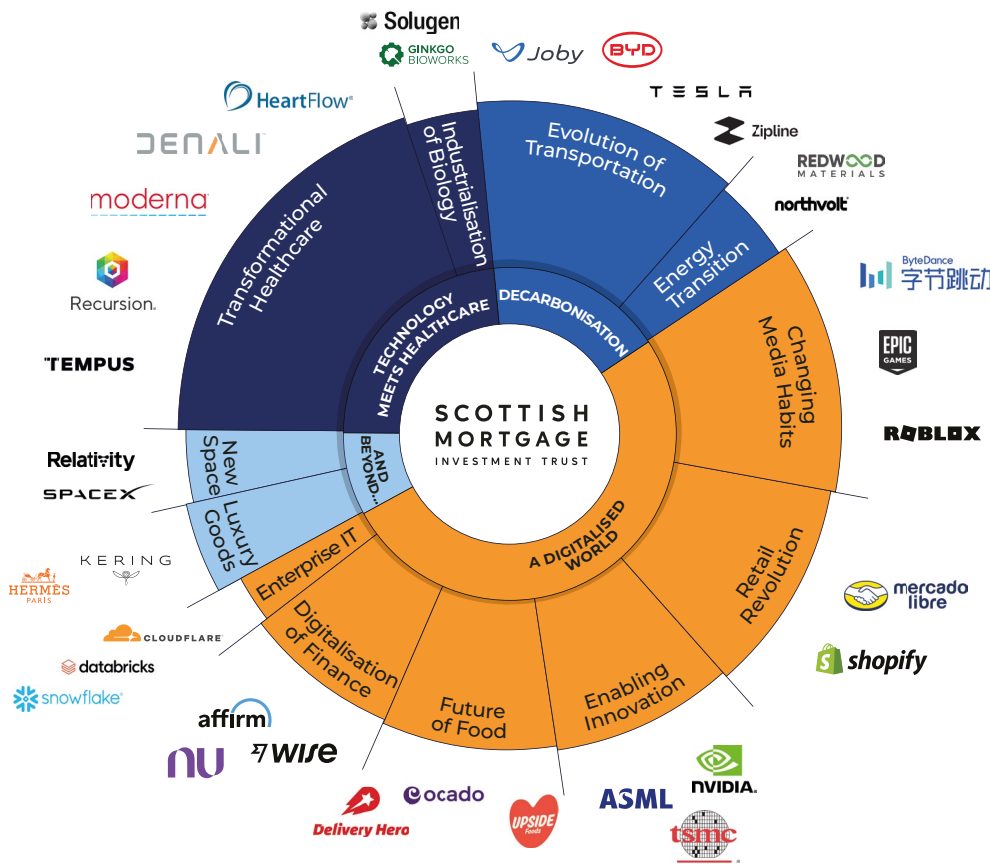 Solugen
GINKGO
BIOWORKS
Joby
BYD
TESLA
Zipline
REDWOOD
MATERIALS
northvolt
ByteDance
字节跳动
EPIC
GAMES
ROBLOX
mercado
libre
shopify
NVIDIA.
tsmc
ASML
UPSIDE
Foods
ocado
Delivery Hero
WISE
nu
affirm
snowflake®
databricks
CLOUDFLARE
HERMÈS
PARIS
KERING
SPACEX
Relativity
TEMPUS
Recursion.
moderna
DENALI
HeartFlow®
Industrialisation
of Biology
Evolution of
Transportation
Energy
Transition
Changing
Media Habits
Retail
Revolution
Enabling
Innovation
Future
of Food
Digitalisation
of Finance
Enterprise IT
Luxury
Goods
New
Space
Transformational
Healthcare
TECHNOLOGY
MEETS HEALTHCARE
DECARBONISATION
A DIGITALISED
WORLD
AND
BEYOND...
SCOTTISH
MORTGAGE
INVESTMENT TRUST